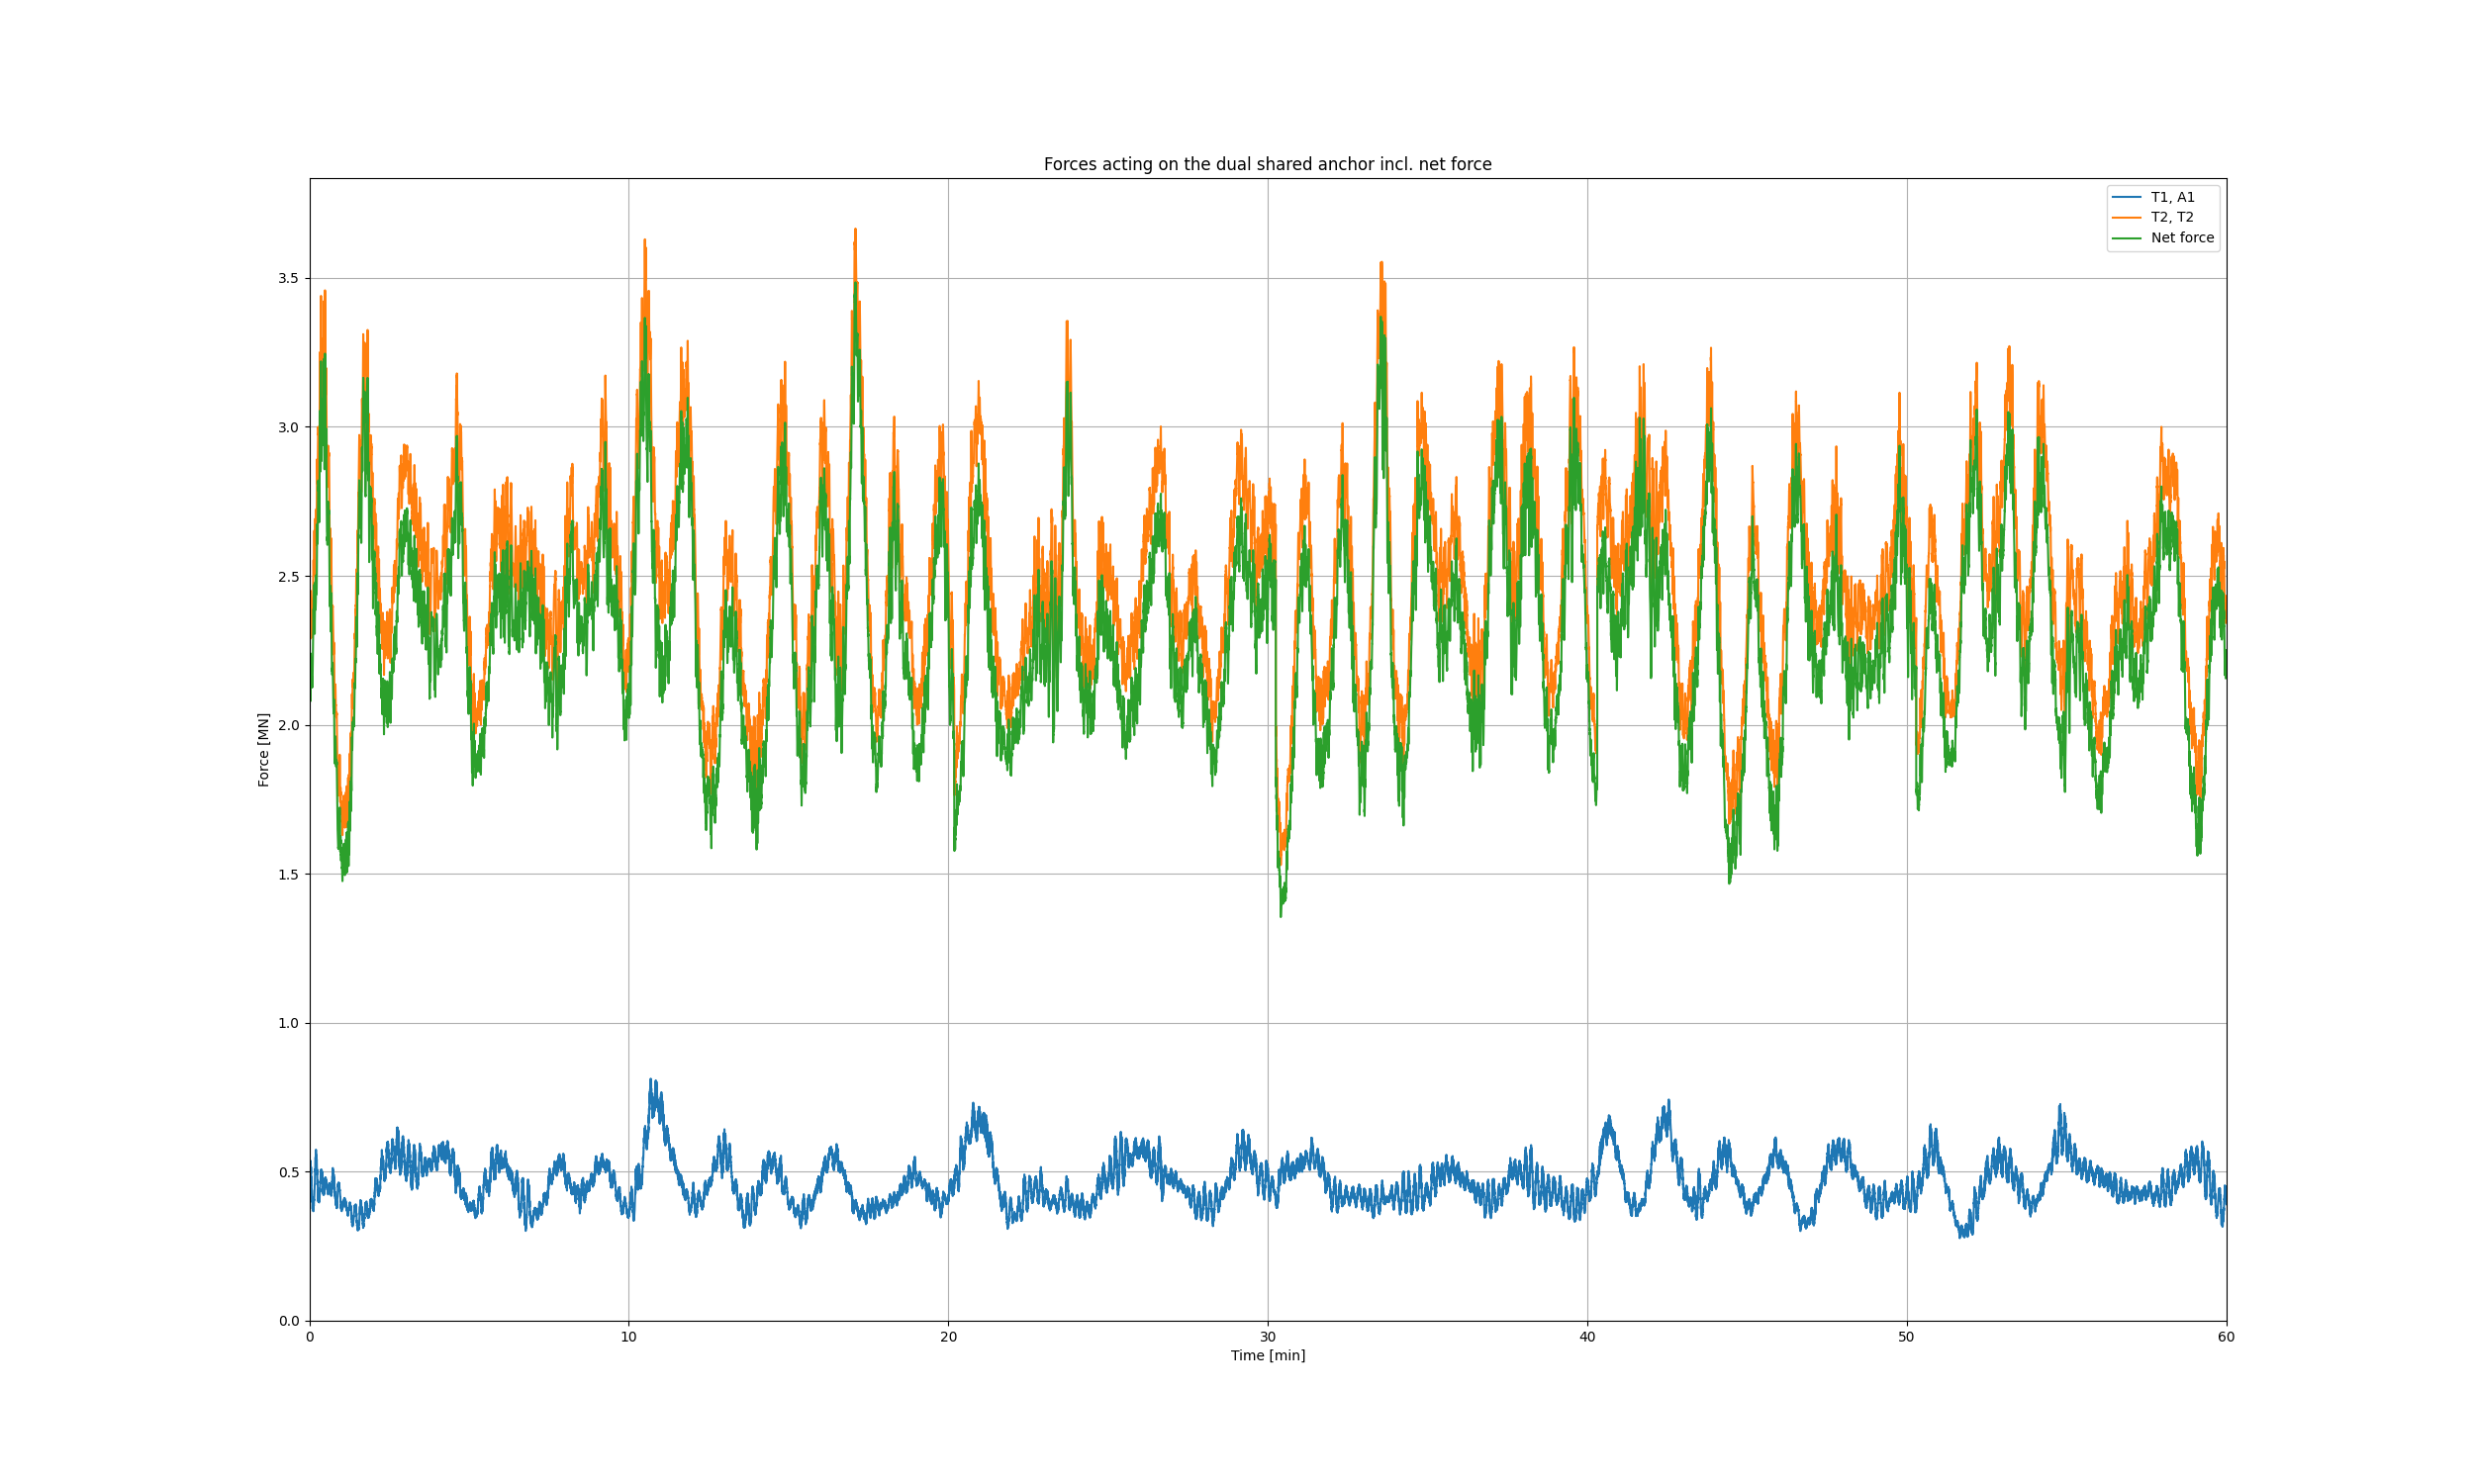 Forces acting on the dual shared anchor incl. net force
T1, A1
T2, T2
Net force
Force [MN]
3.5
3.0
2.5
2.0
1.5
1.0
0.5
0.0
0 10 20 30 40 50 60
Time [min]